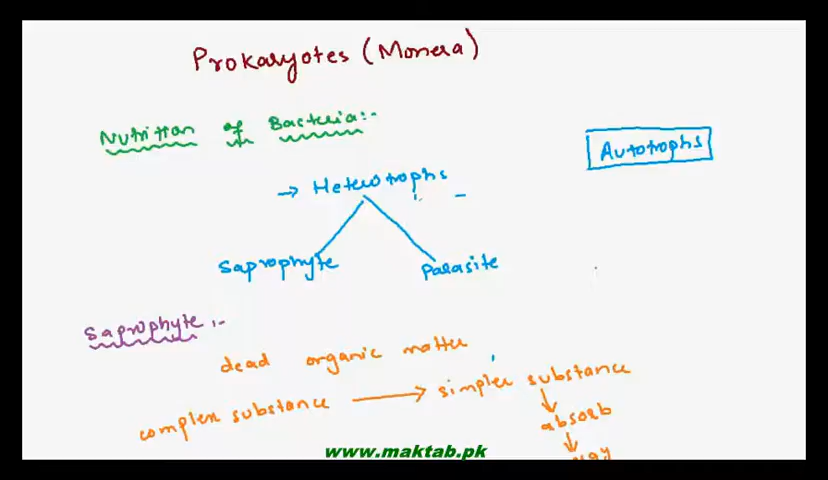 Prokaryotes (Monera)
Nutrition of Bacteria:-
Autotrophs
→ Heterotrophs -
Saprophyte Parasite
Saprophyte :-
dead organic matter
complex substance → simpler substance
↓
absorb
↓
www.maktab.pk